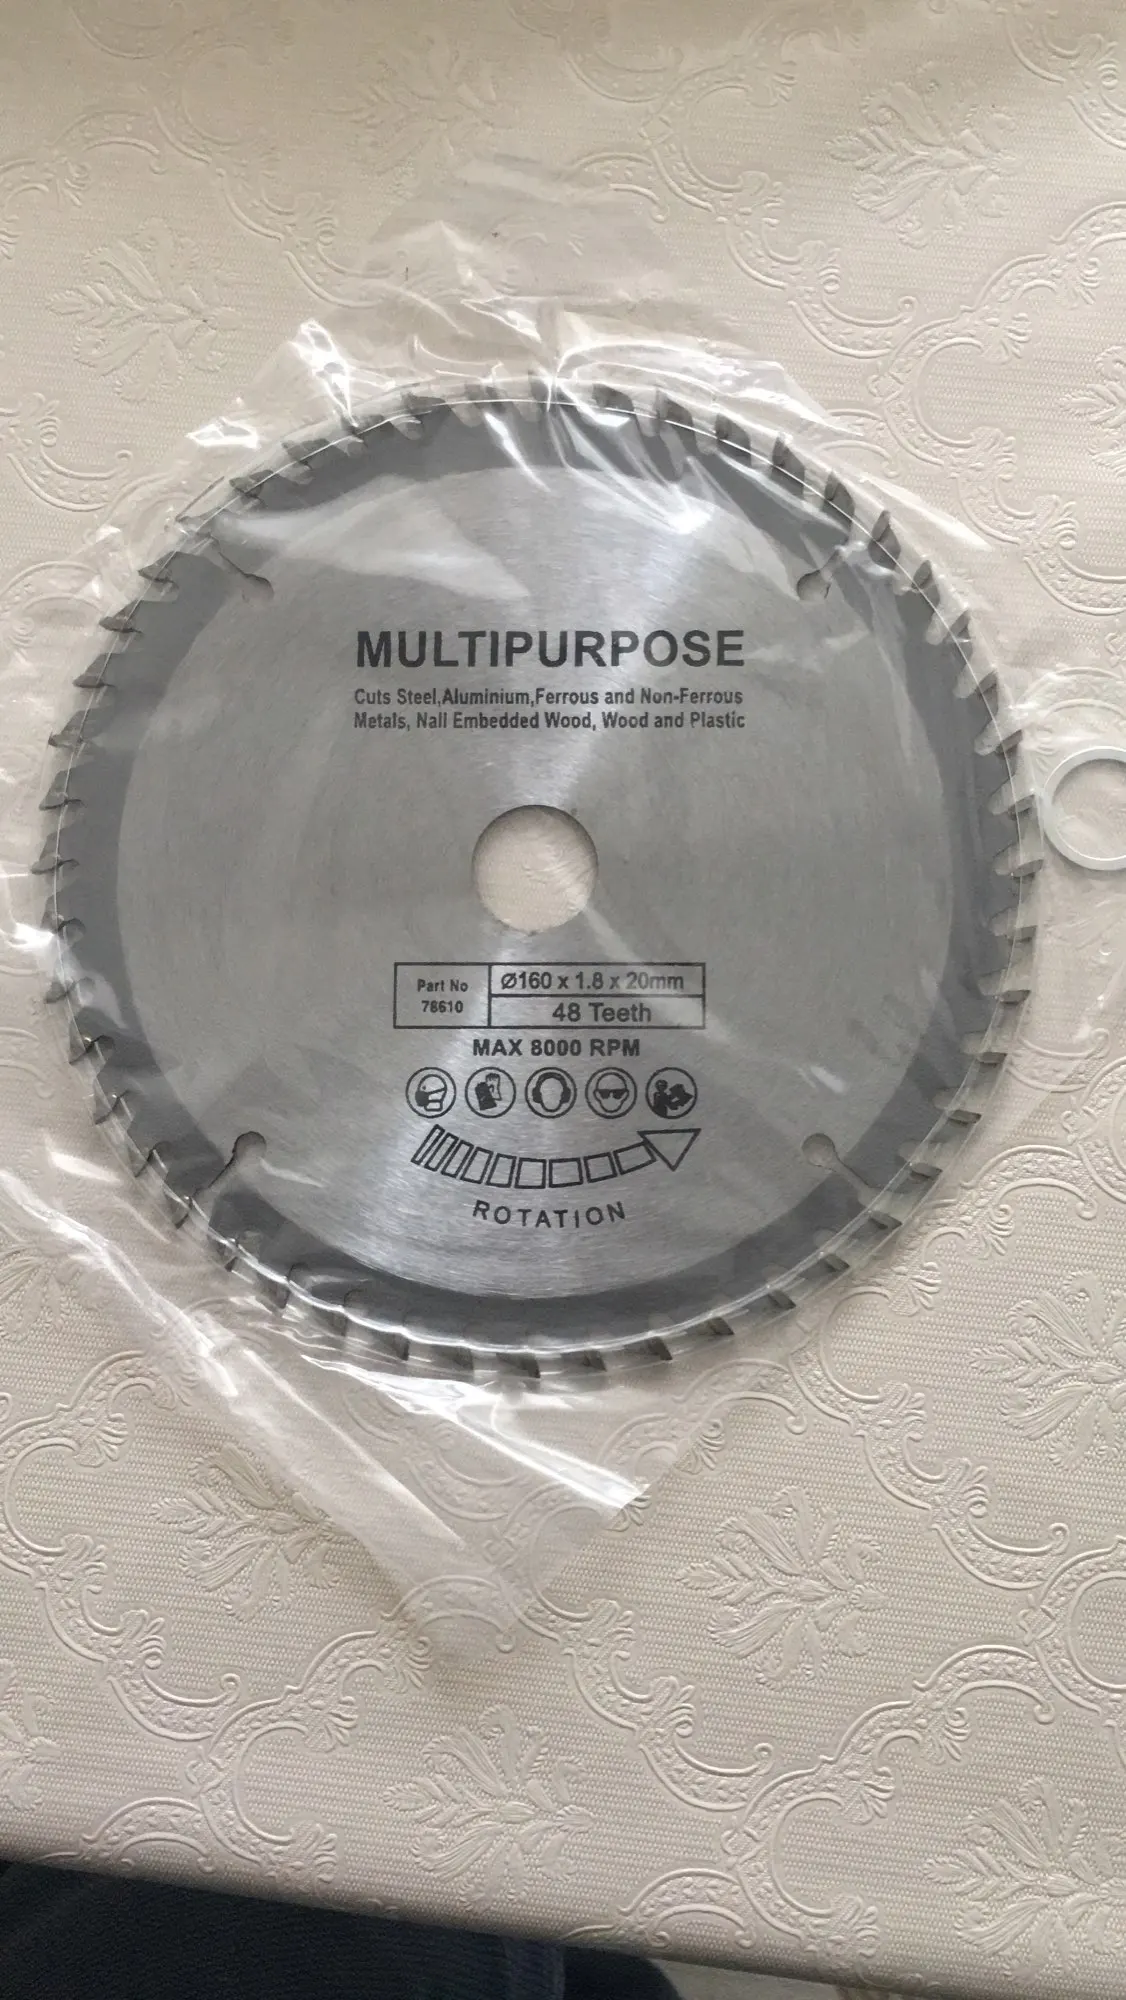 MULTIPURPOSE
Cuts Steel,Aluminium,Ferrous and Non-Ferrous
Metals, Nail Embedded Wood, Wood and Plastic
Part No
78610
Ø160 x 1.8 x 20mm
48 Teeth
MAX 8000 RPM
ROTATION